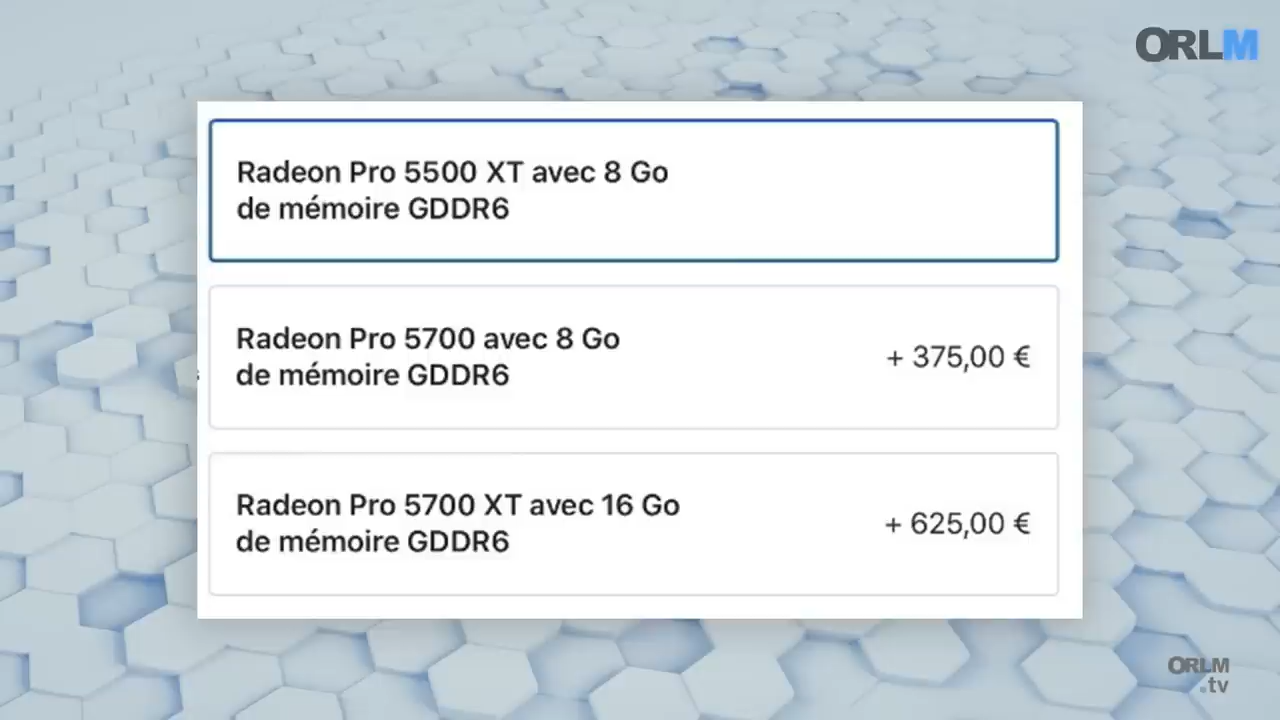 ORLM
Radeon Pro 5500 XT avec 8 Go
de mémoire GDDR6
Radeon Pro 5700 avec 8 Go
de mémoire GDDR6
+ 375,00 €
Radeon Pro 5700 XT avec 16 Go
de mémoire GDDR6
+ 625,00 €
ORLM
.tv